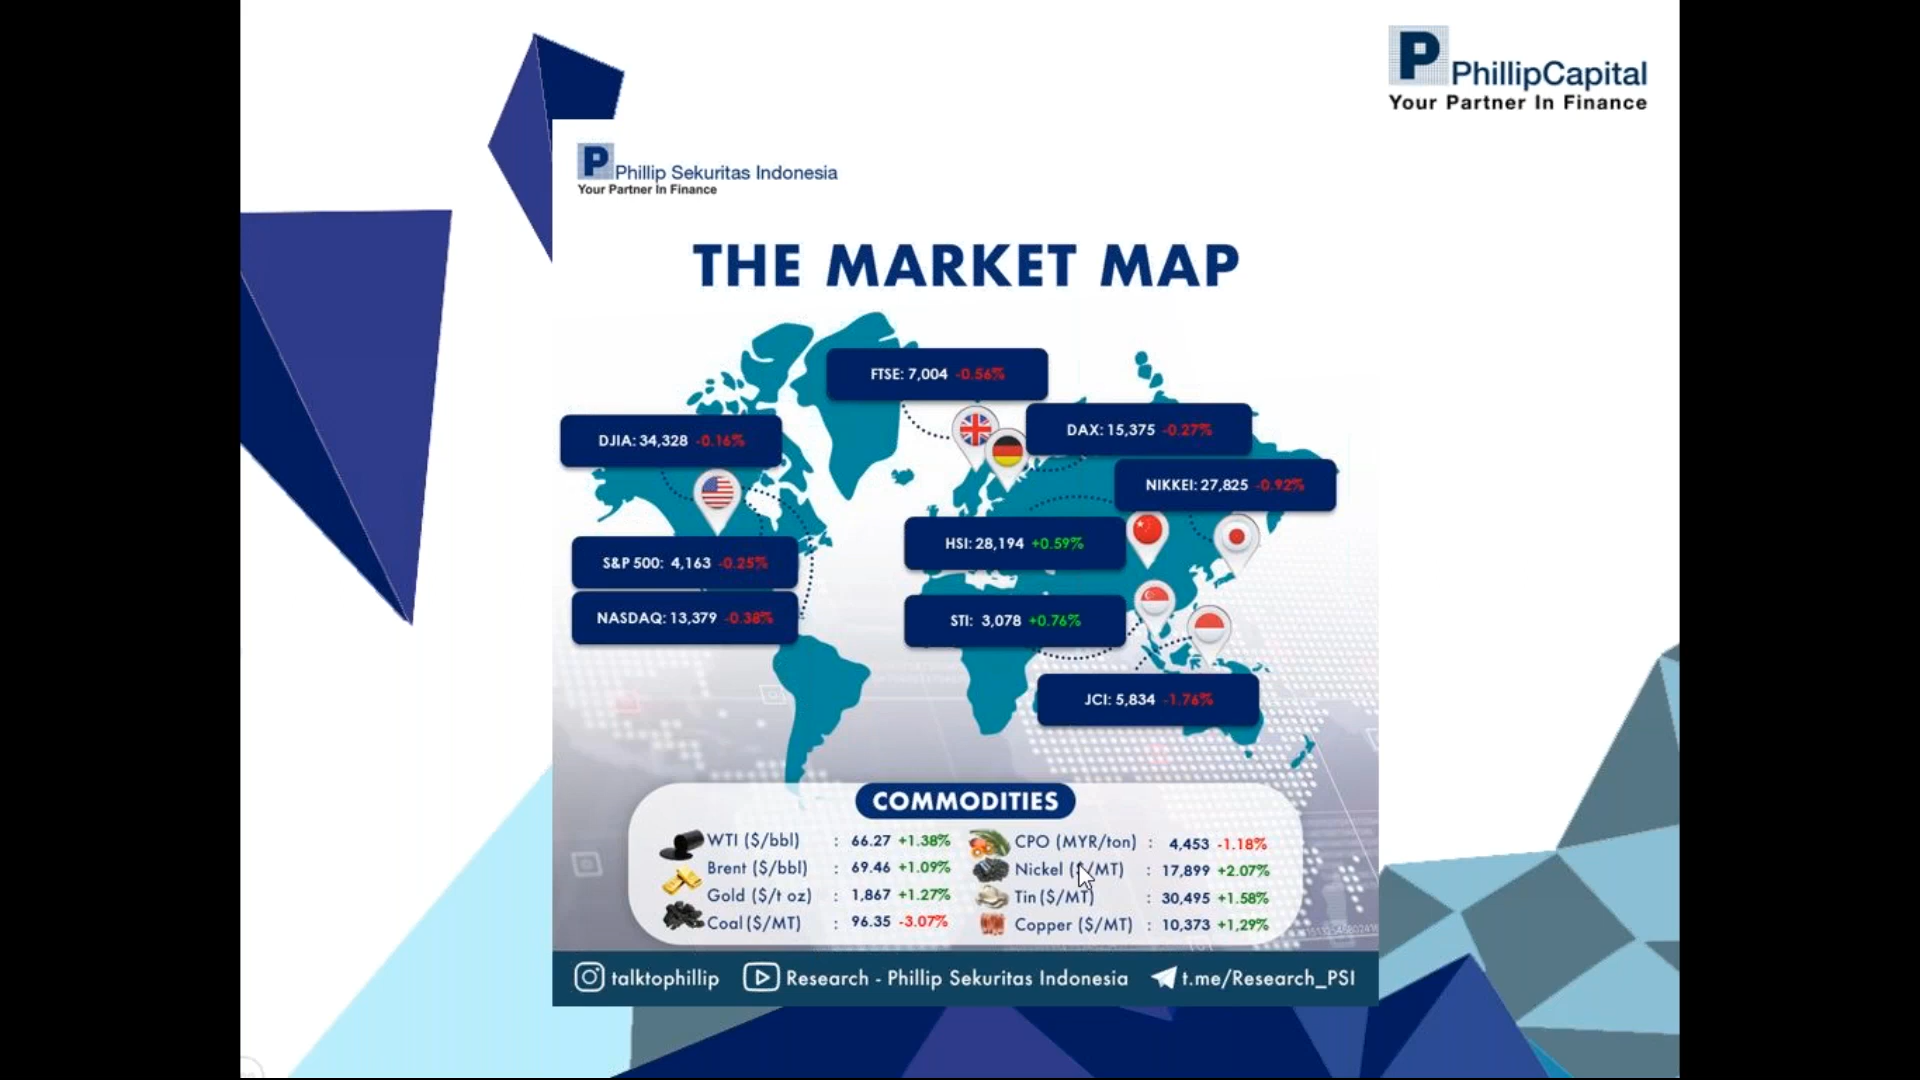 P PhillipCapital
Your Partner In Finance
P Phillip Sekuritas Indonesia
Your Partner In Finance
THE MARKET MAP
FTSE: 7,004 -0.56%
DJIA: 34,328 -0.16%
DAX: 15,375 -0.27%
NIKKEI: 27,825 -0.92%
HSI: 28,194 +0.59%
S&P 500: 4,163 -0.25%
NASDAQ: 13,379 -0.38%
STI: 3,078 +0.76%
JCI: 5,834 -1.76%
COMMODITIES
WTI ($/bbl) : 66.27 +1.38%
Brent ($/bbl) : 69.46 +1.09%
Gold ($/t oz) : 1,867 +1.27%
Coal ($/MT) : 96.35 -3.07%
CPO (MYR/ton) : 4,453 -1.18%
Nickel ($/MT) : 17,899 +2.07%
Tin ($/MT) : 30,495 +1.58%
Copper ($/MT) : 10,373 +1,29%
talktophillip Research - Phillip Sekuritas Indonesia t.me/Research_PSI